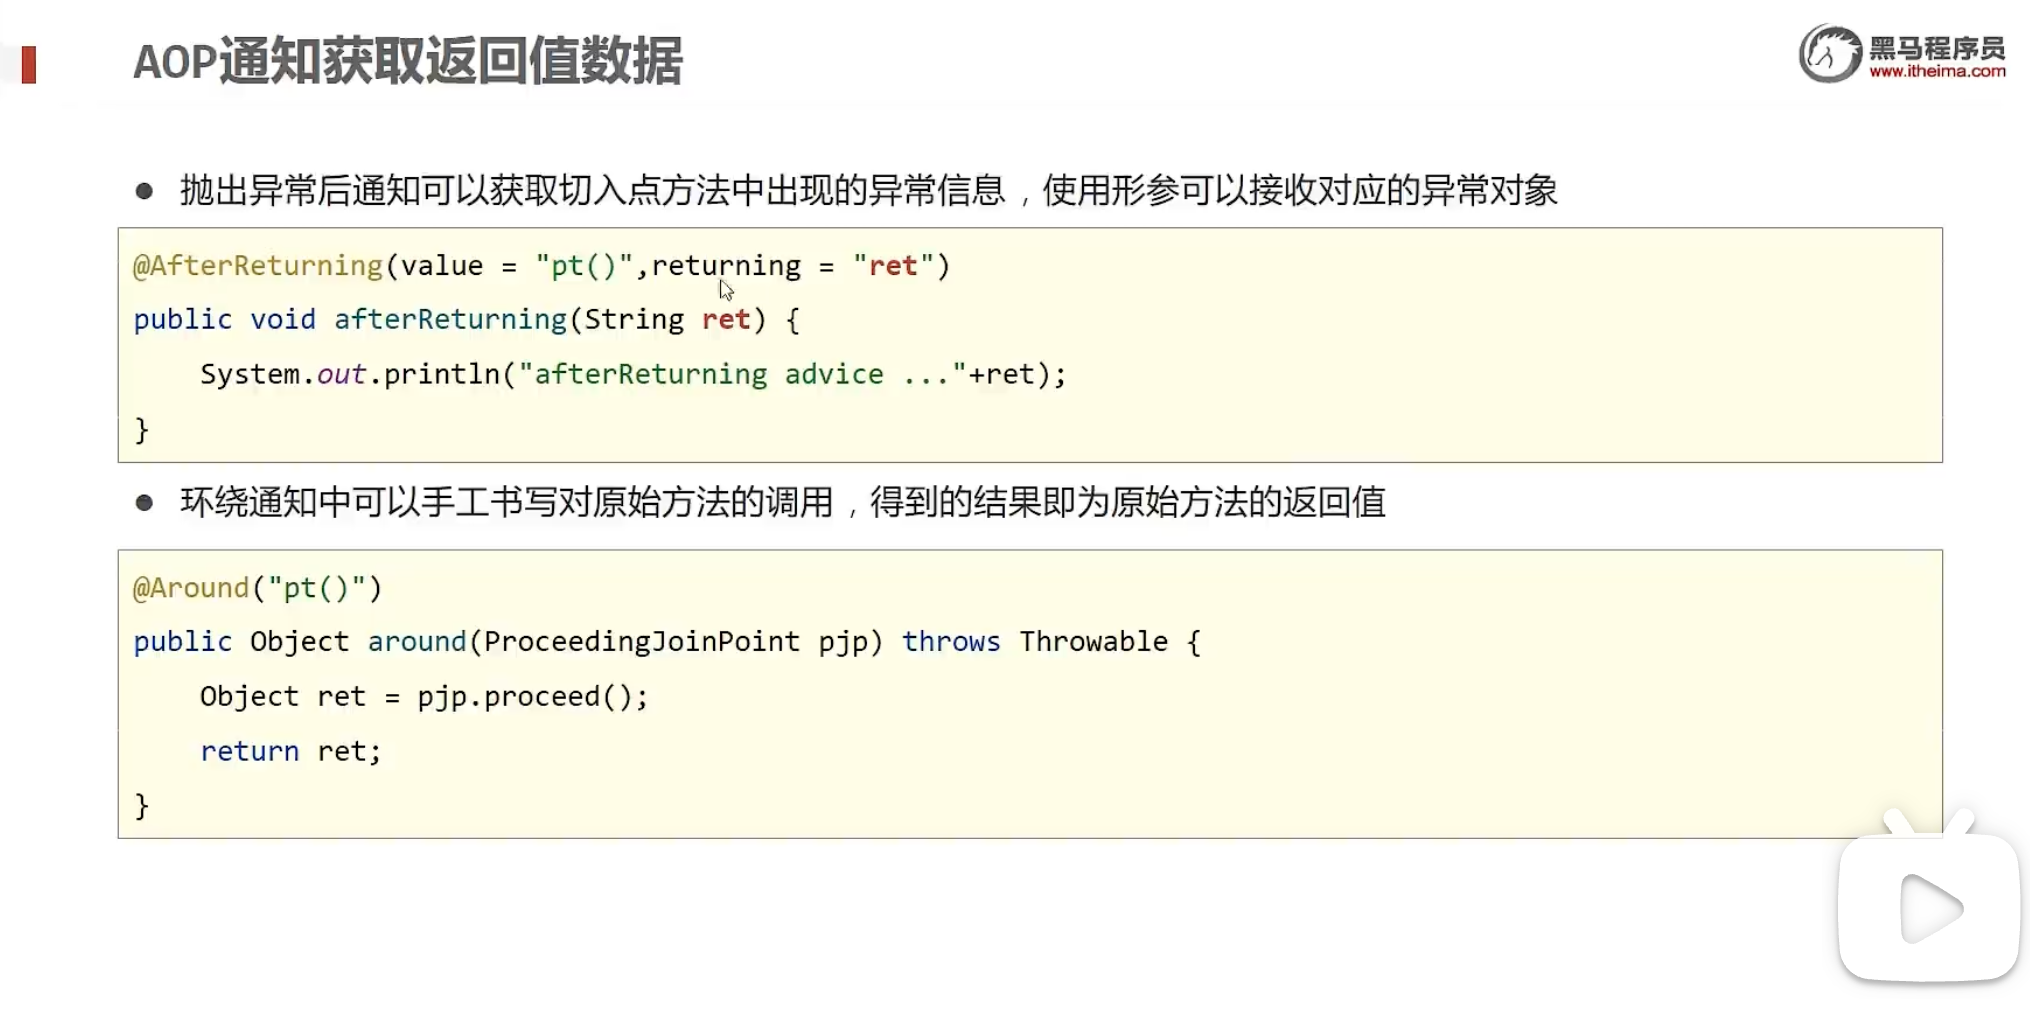 AOP通知获取返回值数据
黑马程序员
www.itheima.com
● 抛出异常后通知可以获取切入点方法中出现的异常信息，使用形参可以接收对应的异常对象
@AfterReturning(value = "pt()",returning = "ret")
public void afterReturning(String ret) {
    System.out.println("afterReturning advice ..."+ret);
}
● 环绕通知中可以手工书写对原始方法的调用，得到的结果即为原始方法的返回值
@Around("pt()")
public Object around(ProceedingJoinPoint pjp) throws Throwable {
    Object ret = pjp.proceed();
    return ret;
}